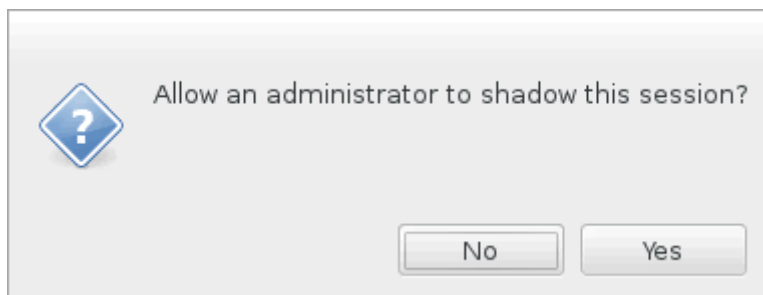 Allow an administrator to shadow this session?
No Yes